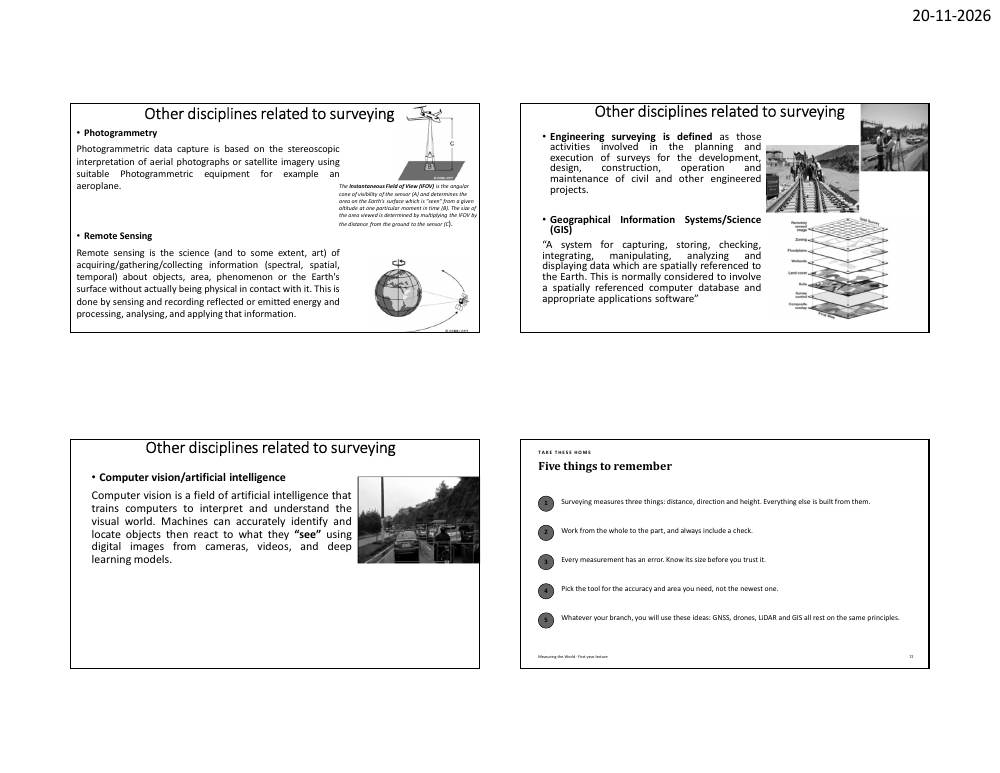 20-11-2026
Other disciplines related to surveying
• Photogrammetry
Photogrammetric data capture is based on the stereoscopic
interpretation of aerial photographs or satellite imagery using
suitable Photogrammetric equipment for example an
aeroplane.
The Instantaneous Field of View (IFOV) is the angular
cone of visibility of the sensor (A) and determines the
area on the Earth's surface which is "seen" from a given
altitude at one particular moment in time (B). The size of
the area viewed is determined by multiplying the IFOV by
the distance from the ground to the sensor (C).
A
B
C
• Remote Sensing
Remote sensing is the science (and to some extent, art) of
acquiring/gathering/collecting information (spectral, spatial,
temporal) about objects, area, phenomenon or the Earth's
surface without actually being physical in contact with it. This is
done by sensing and recording reflected or emitted energy and
processing, analysing, and applying that information.
Other disciplines related to surveying
• Engineering surveying is defined as those
activities involved in the planning and
execution of surveys for the development,
design, construction, operation and
maintenance of civil and other engineered
projects.
• Geographical Information Systems/Science
(GIS)
“A system for capturing, storing, checking,
integrating, manipulating, analyzing and
displaying data which are spatially referenced to
the Earth. This is normally considered to involve
a spatially referenced computer database and
appropriate applications software”
Zoning
Floodplains
Wetlands
Land cover
Soils
Survey
control
Composite
overlay
Other disciplines related to surveying
• Computer vision/artificial intelligence
Computer vision is a field of artificial intelligence that
trains computers to interpret and understand the
visual world. Machines can accurately identify and
locate objects then react to what they “see” using
digital images from cameras, videos, and deep
learning models.
TAKE THESE HOME
Five things to remember
1 Surveying measures three things: distance, direction and height. Everything else is built from them.
2 Work from the whole to the part, and always include a check.
3 Every measurement has an error. Know its size before you trust it.
4 Pick the tool for the accuracy and area you need, not the newest one.
5 Whatever your branch, you will use these ideas: GNSS, drones, LiDAR and GIS all rest on the same principles.
Measuring the World · First-year lecture